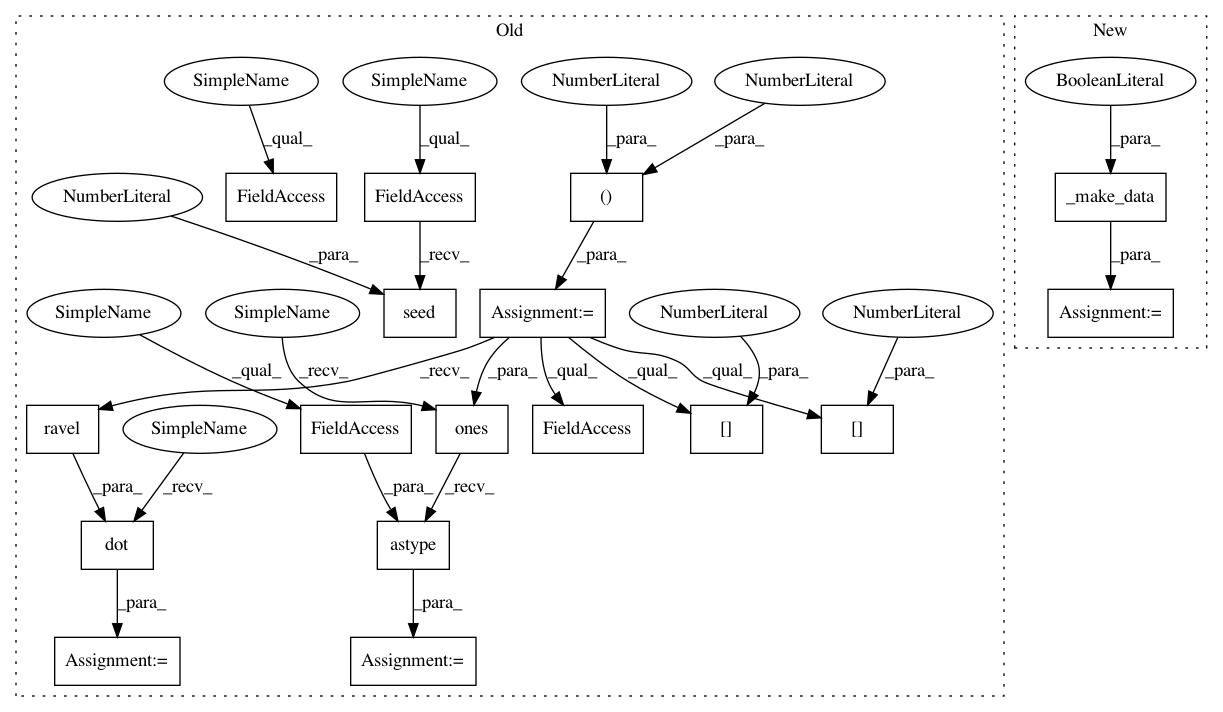 Old
New
SimpleName
SimpleName
NumberLiteral
NumberLiteral
BooleanLiteral
_qual_
_qual_
_para_
_para_
_para_
NumberLiteral
FieldAccess
FieldAccess
()
_make_data
_para_
_recv_
_para_
_para_
SimpleName
SimpleName
seed
Assignment:=
NumberLiteral
NumberLiteral
Assignment:=
_qual_
_recv_
_recv_
_para_
_qual_
_qual_
_para_
_qual_
_para_
ravel
SimpleName
FieldAccess
ones
FieldAccess
[]
[]
_para_
_recv_
_para_
_recv_
dot
astype
_para_
_para_
Assignment:=
Assignment:=